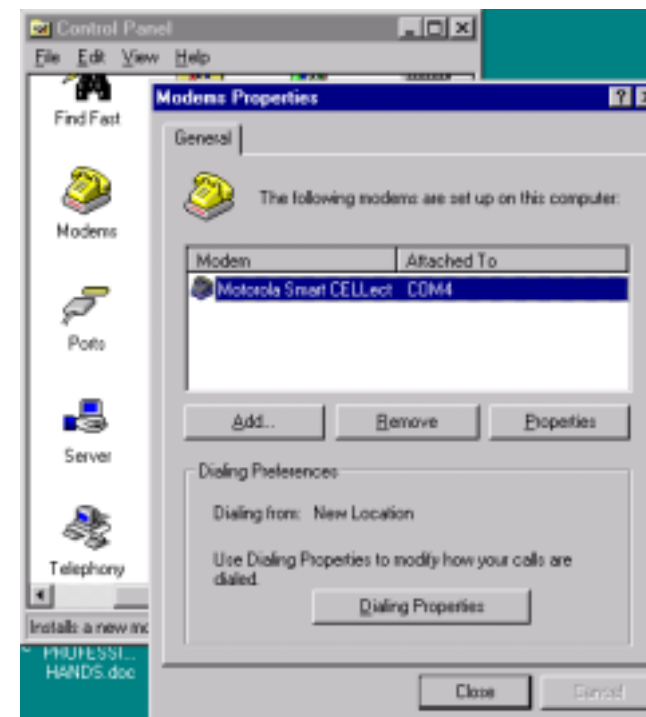 Control Panel
File Edit View Help
Find Fast
Modems
Ports
Server
Telephony
Installs a new mo
PROFESSI...
HANDS.doc
Modems Properties
General
The following modems are set up on this computer:
Modem Attached To
Motorola Smart CELLect COM4
Add... Remove Properties
Dialing Preferences
Dialing from: New Location
Use Dialing Properties to modify how your calls are
dialed.
Dialing Properties
Close Cancel